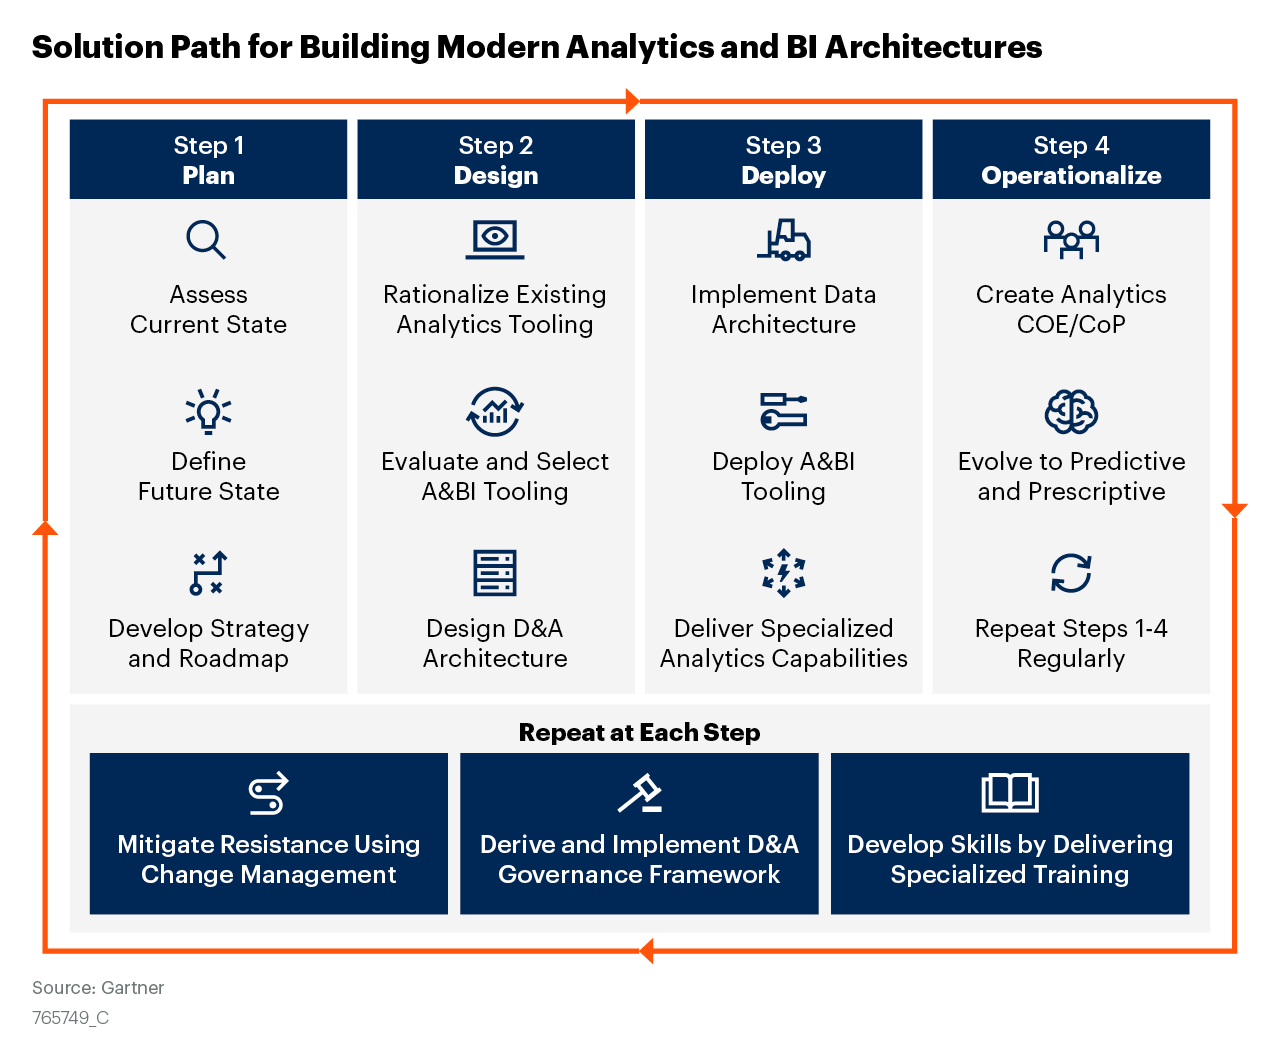 Solution Path for Building Modern Analytics and BI Architectures
Step 1
Plan
Assess
Current State
Define
Future State
Develop Strategy
and Roadmap
Step 2
Design
Rationalize Existing
Analytics Tooling
Evaluate and Select
A&BI Tooling
Design D&A
Architecture
Step 3
Deploy
Implement Data
Architecture
Deploy A&BI
Tooling
Deliver Specialized
Analytics Capabilities
Step 4
Operationalize
Create Analytics
COE/CoP
Evolve to Predictive
and Prescriptive
Repeat Steps 1-4
Regularly
Repeat at Each Step
Mitigate Resistance Using
Change Management
Derive and Implement D&A
Governance Framework
Develop Skills by Delivering
Specialized Training
Source: Gartner
765749_C